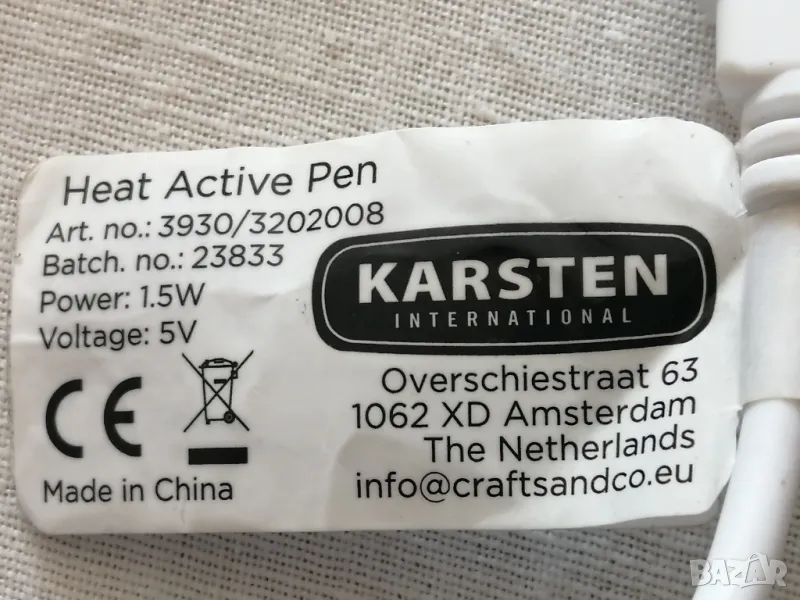 Heat Active Pen
Art. no.: 3930/3202008
Batch. no.: 23833
Power: 1.5W
Voltage: 5V
CE
Made in China
KARSTEN
INTERNATIONAL
Overschiestraat 63
1062 XD Amsterdam
The Netherlands
info@craftsandco.eu
BAZAR